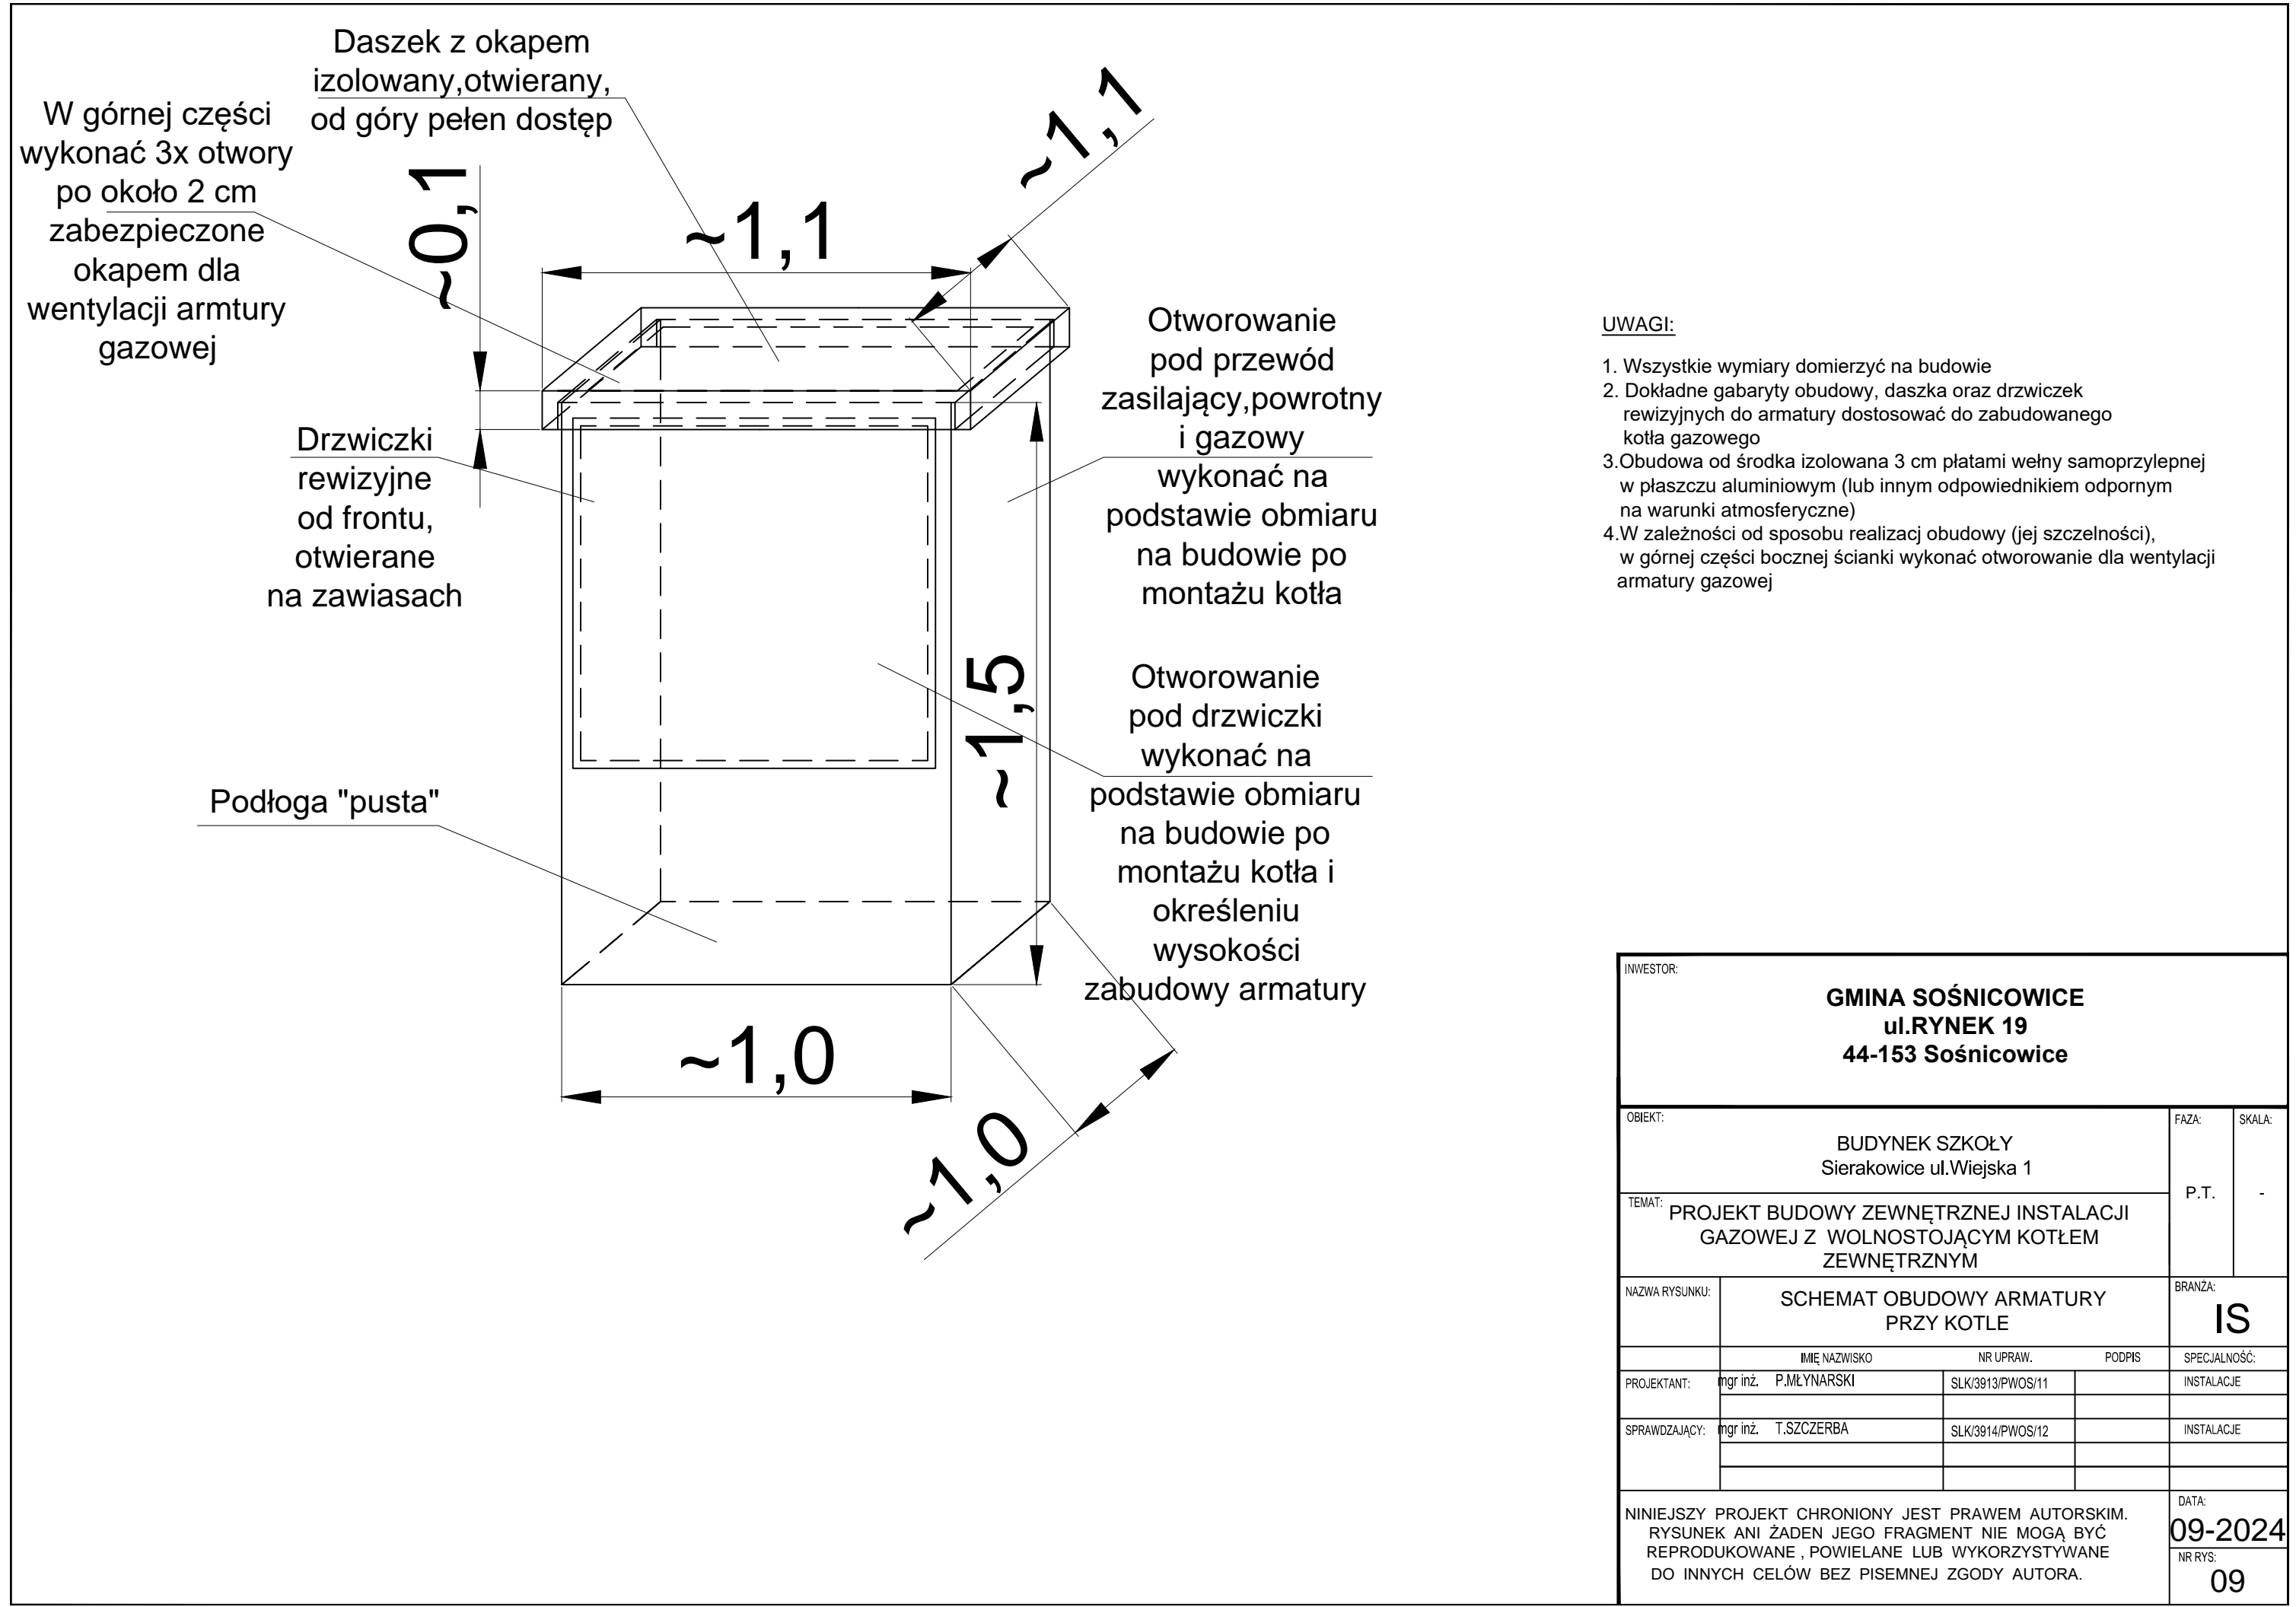 Daszek z okapem
izolowany,otwierany,
od góry pełen dostęp
W górnej części
wykonać 3x otwory
po około 2 cm
zabezpieczone
okapem dla
wentylacji armtury
gazowej
~0,1
~1,1
~1,1
Drzwiczki
rewizyjne
od frontu,
otwierane
na zawiasach
Podłoga "pusta"
Otworowanie
pod przewód
zasilający,powrotny
i gazowy
wykonać na
podstawie obmiaru
na budowie po
montażu kotła
~1,5
Otworowanie
pod drzwiczki
wykonać na
podstawie obmiaru
na budowie po
montażu kotła i
określeniu
wysokości
zabudowy armatury
~1,0
~1,0
UWAGI:
1. Wszystkie wymiary domierzyć na budowie
2. Dokładne gabaryty obudowy, daszka oraz drzwiczek
rewizyjnych do armatury dostosować do zabudowanego
kotła gazowego
3.Obudowa od środka izolowana 3 cm płatami wełny samoprzylepnej
w płaszczu aluminiowym (lub innym odpowiednikiem odpornym
na warunki atmosferyczne)
4.W zależności od sposobu realizacj obudowy (jej szczelności),
w górnej części bocznej ścianki wykonać otworowanie dla wentylacji
armatury gazowej
INWESTOR:
GMINA SOŚNICOWICE
ul.RYNEK 19
44-153 Sośnicowice
OBIEKT:
BUDYNEK SZKOŁY
Sierakowice ul.Wiejska 1
FAZA:
P.T.
SKALA:
-
TEMAT:
PROJEKT BUDOWY ZEWNĘTRZNEJ INSTALACJI
GAZOWEJ Z WOLNOSTOJĄCYM KOTŁEM
ZEWNĘTRZNYM
NAZWA RYSUNKU:
SCHEMAT OBUDOWY ARMATURY
PRZY KOTLE
BRANŻA:
IS
IMIĘ NAZWISKO NR UPRAW. PODPIS SPECJALNOŚĆ:
PROJEKTANT: mgr inż. P.MŁYNARSKI SLK/3913/PWOS/11 INSTALACJE
SPRAWDZAJĄCY: mgr inż. T.SZCZERBA SLK/3914/PWOS/12 INSTALACJE
NINIEJSZY PROJEKT CHRONIONY JEST PRAWEM AUTORSKIM.
RYSUNEK ANI ŻADEN JEGO FRAGMENT NIE MOGĄ BYĆ
REPRODUKOWANE , POWIELANE LUB WYKORZYSTYWANE
DO INNYCH CELÓW BEZ PISEMNEJ ZGODY AUTORA.
DATA:
09-2024
NR RYS:
09